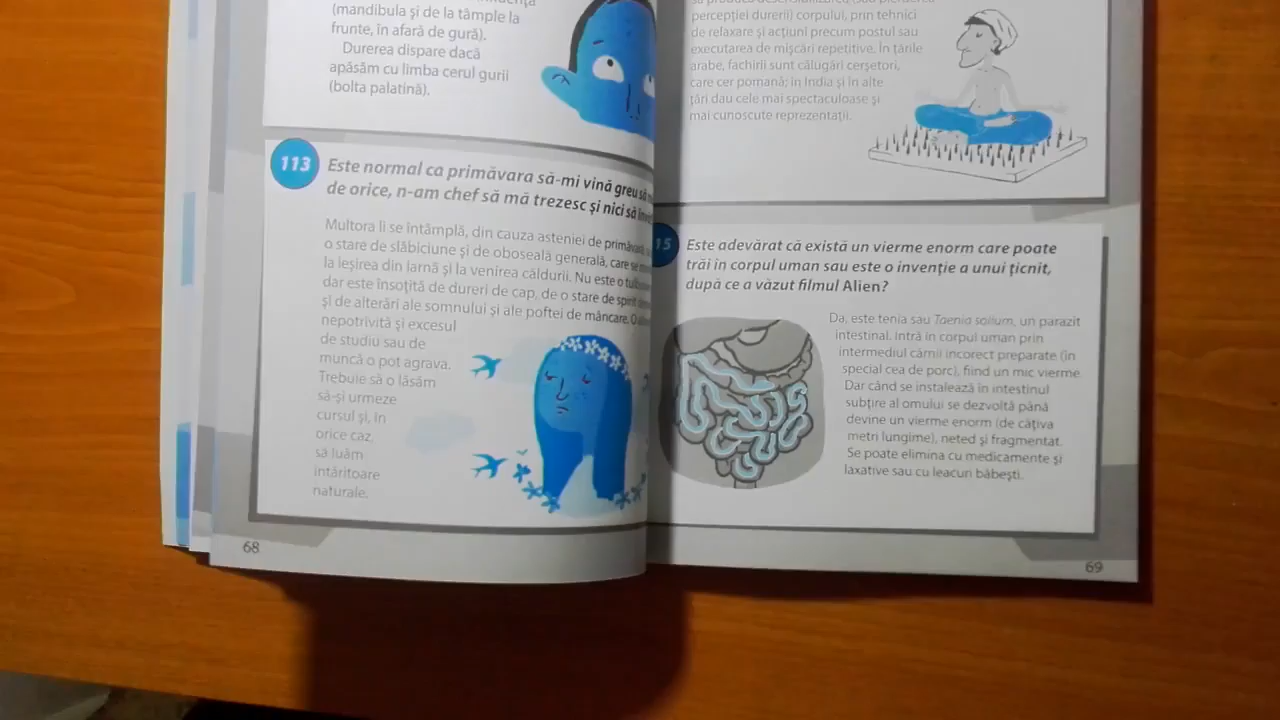 (mandibula și de la tâmple la
frunte, în afară de gură).
Durerea dispare dacă
apăsăm cu limba cerul gurii
(bolta palatină).
113
Este normal ca primăvara să-mi vină greu să
de orice, n-am chef să mă trezesc și nici să
Multora li se întâmplă, din cauza asteniei de primăvară,
o stare de slăbiciune și de oboseală generală, care se
la ieșirea din iarnă și la venirea căldurii. Nu este o
dar este însoțită de dureri de cap, de o stare de spirit
și de alterări ale somnului și ale poftei de mâncare. O
nepotrivită și excesul
de studiu sau de
muncă o pot agrava.
Trebuie să o lăsăm
să-și urmeze
cursul și, în
orice caz,
să luăm
întăritoare
naturale.
68
percepției durerii) corpului, prin tehnici
de relaxare și acțiuni precum postul sau
executarea de mișcări repetitive. În țările
arabe, fachirii sunt călugări cerșetori,
care cer pomană; în India și în alte
țări dau cele mai spectaculoase și
mai cunoscute reprezentații.
15
Este adevărat că există un vierme enorm care poate
trăi în corpul uman sau este o invenție a unui țicnit,
după ce a văzut filmul Alien?
Da, este tenia sau Taenia solium, un parazit
intestinal. Intră în corpul uman prin
intermediul cărnii incorect preparate (în
special cea de porc), fiind un mic vierme.
Dar când se instalează în intestinul
subțire al omului se dezvoltă până
devine un vierme enorm (de câțiva
metri lungime), neted și fragmentat.
Se poate elimina cu medicamente și
laxative sau cu leacuri băbești.
69